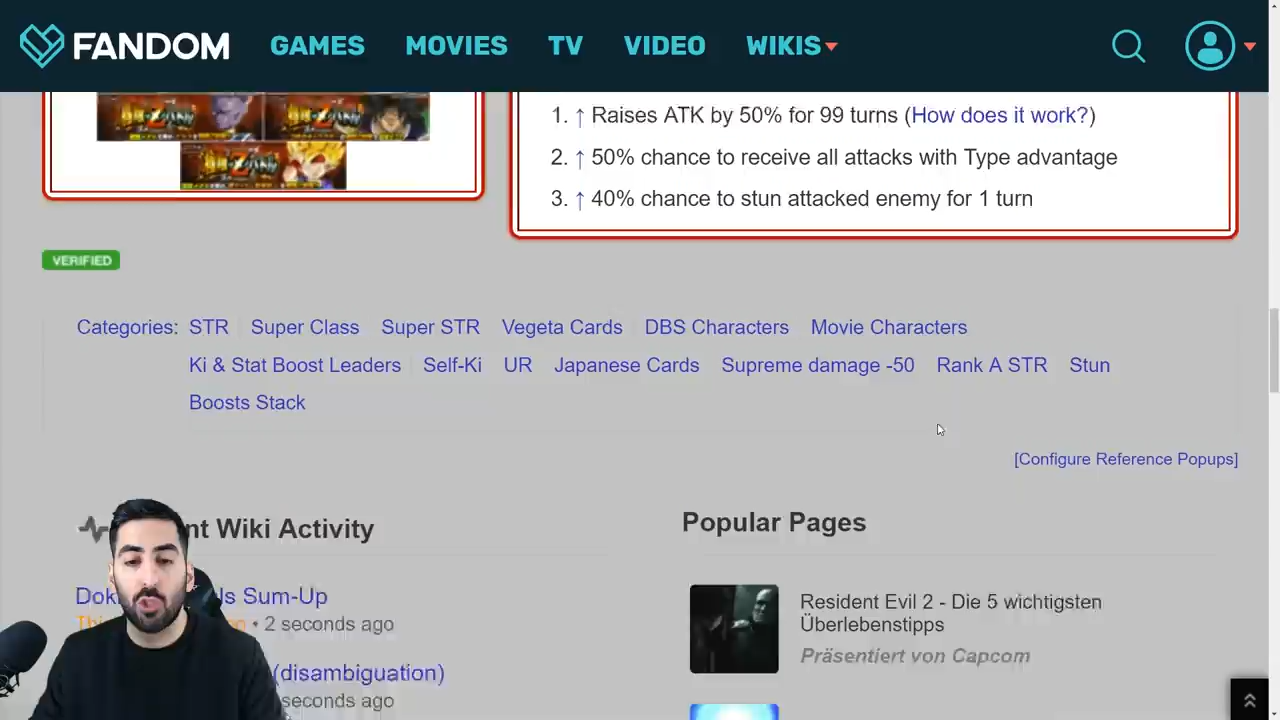 FANDOM GAMES MOVIES TV VIDEO WIKIS
1. ↑ Raises ATK by 50% for 99 turns (How does it work?)
2. ↑ 50% chance to receive all attacks with Type advantage
3. ↑ 40% chance to stun attacked enemy for 1 turn
VERIFIED
Categories: STR Super Class Super STR Vegeta Cards DBS Characters Movie Characters
Ki & Stat Boost Leaders Self-Ki UR Japanese Cards Supreme damage -50 Rank A STR Stun
Boosts Stack
[Configure Reference Popups]
nt Wiki Activity
Popular Pages
Dok ls Sum-Up
Th n • 2 seconds ago
(disambiguation)
seconds ago
Resident Evil 2 - Die 5 wichtigsten
Überlebenstipps
Präsentiert von Capcom